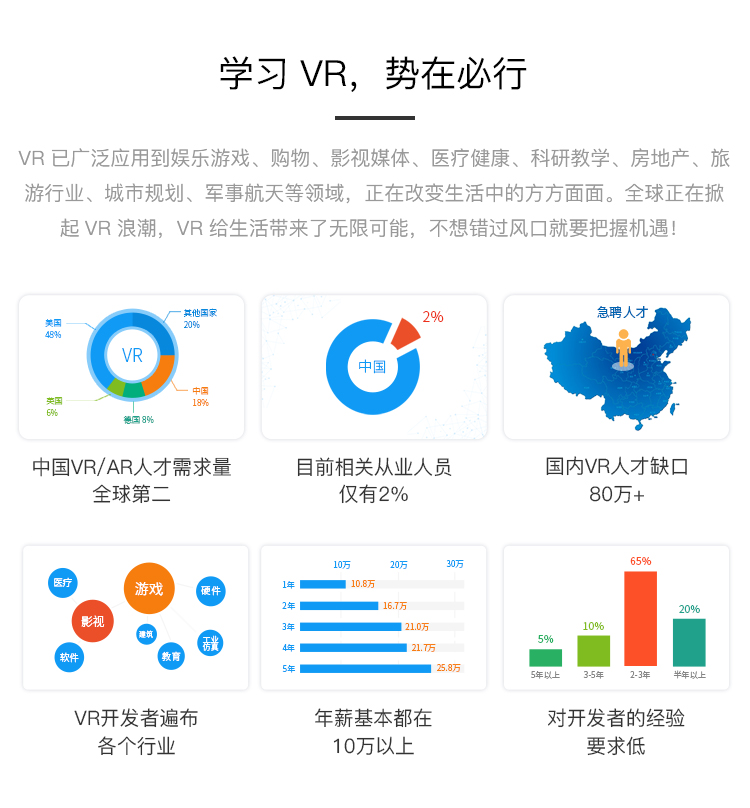 学习 VR，势在必行
VR 已广泛应用到娱乐游戏、购物、影视媒体、医疗健康、科研教学、房地产、旅
游行业、城市规划、军事航天等领域，正在改变生活中的方方面面。全球正在掀
起 VR 浪潮，VR 给生活带来了无限可能，不想错过风口就要把握机遇！
美国
48%
其他国家
20%
VR
英国
6%
德国 8%
中国
18%
中国VR/AR人才需求量
全球第二
2%
中国
目前相关从业人员
仅有2%
急聘人才
国内VR人才缺口
80万+
医疗
游戏
硬件
影视
建筑
工业
仿真
软件
教育
VR开发者遍布
各个行业
10万 20万 30万
1年 10.8万
2年 16.7万
3年 21.0万
4年 21.7万
5年 25.8万
年薪基本都在
10万以上
65%
20%
10%
5%
5年以上 3-5年 2-3年 半年以上
对开发者的经验
要求低